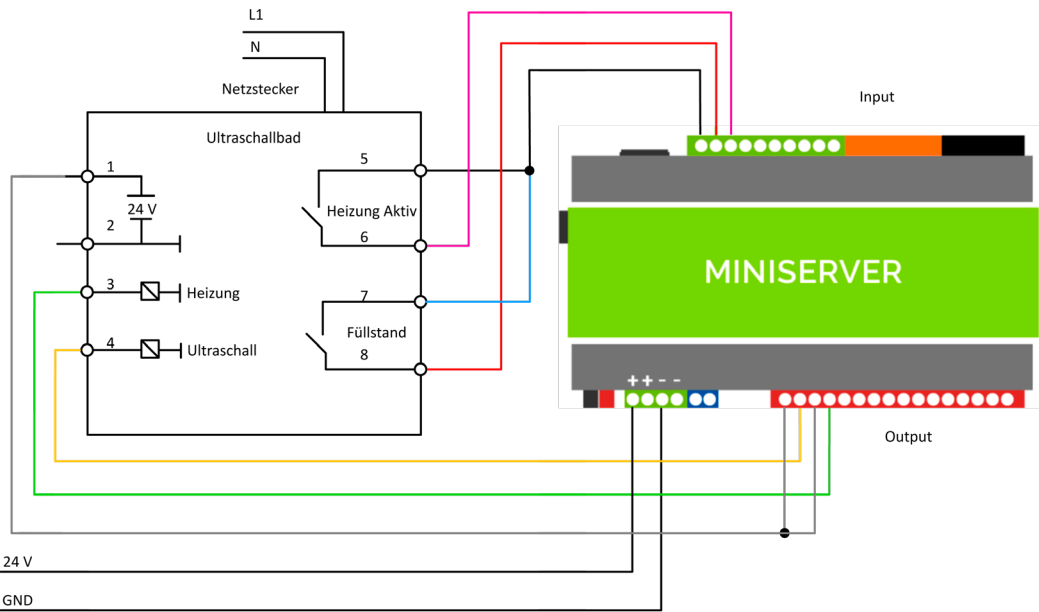 L1
N
Netzstecker
Ultraschallbad
1
24 V
2
3
Heizung
4
Ultraschall
5
Heizung Aktiv
6
7
Füllstand
8
Input
MINISERVER
++--
Output
24 V
GND